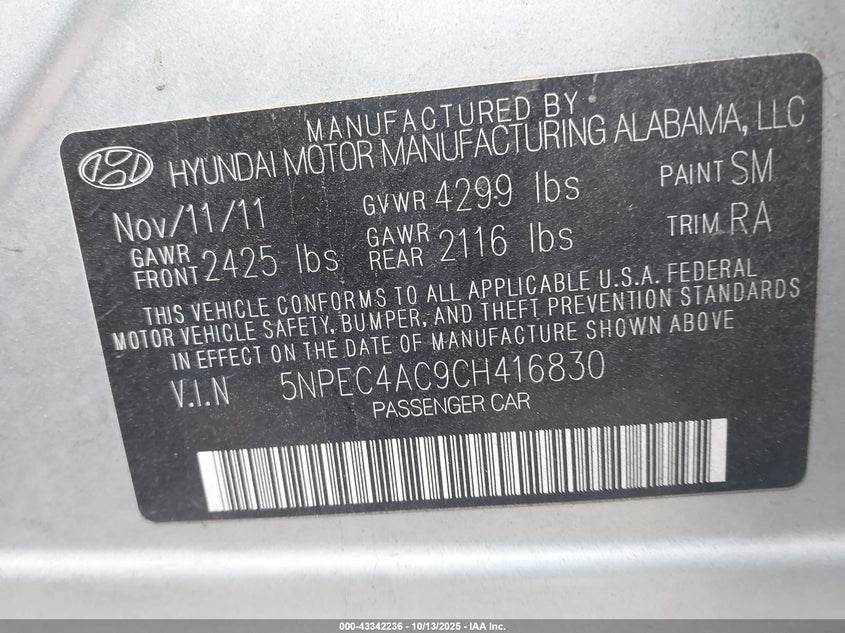 MANUFACTURED BY
HYUNDAI MOTOR MANUFACTURING ALABAMA, LLC
Nov/11/11 GVWR 4299 lbs PAINT SM
GAWR FRONT 2425 lbs GAWR REAR 2116 lbs TRIM RA
THIS VEHICLE CONFORMS TO ALL APPLICABLE U.S.A. FEDERAL
MOTOR VEHICLE SAFETY, BUMPER, AND THEFT PREVENTION STANDARDS
IN EFFECT ON THE DATE OF MANUFACTURE SHOWN ABOVE
V.I.N 5NPEC4AC9CH416830
PASSENGER CAR
000-43342236 - 10/13/2025 - IAA Inc.